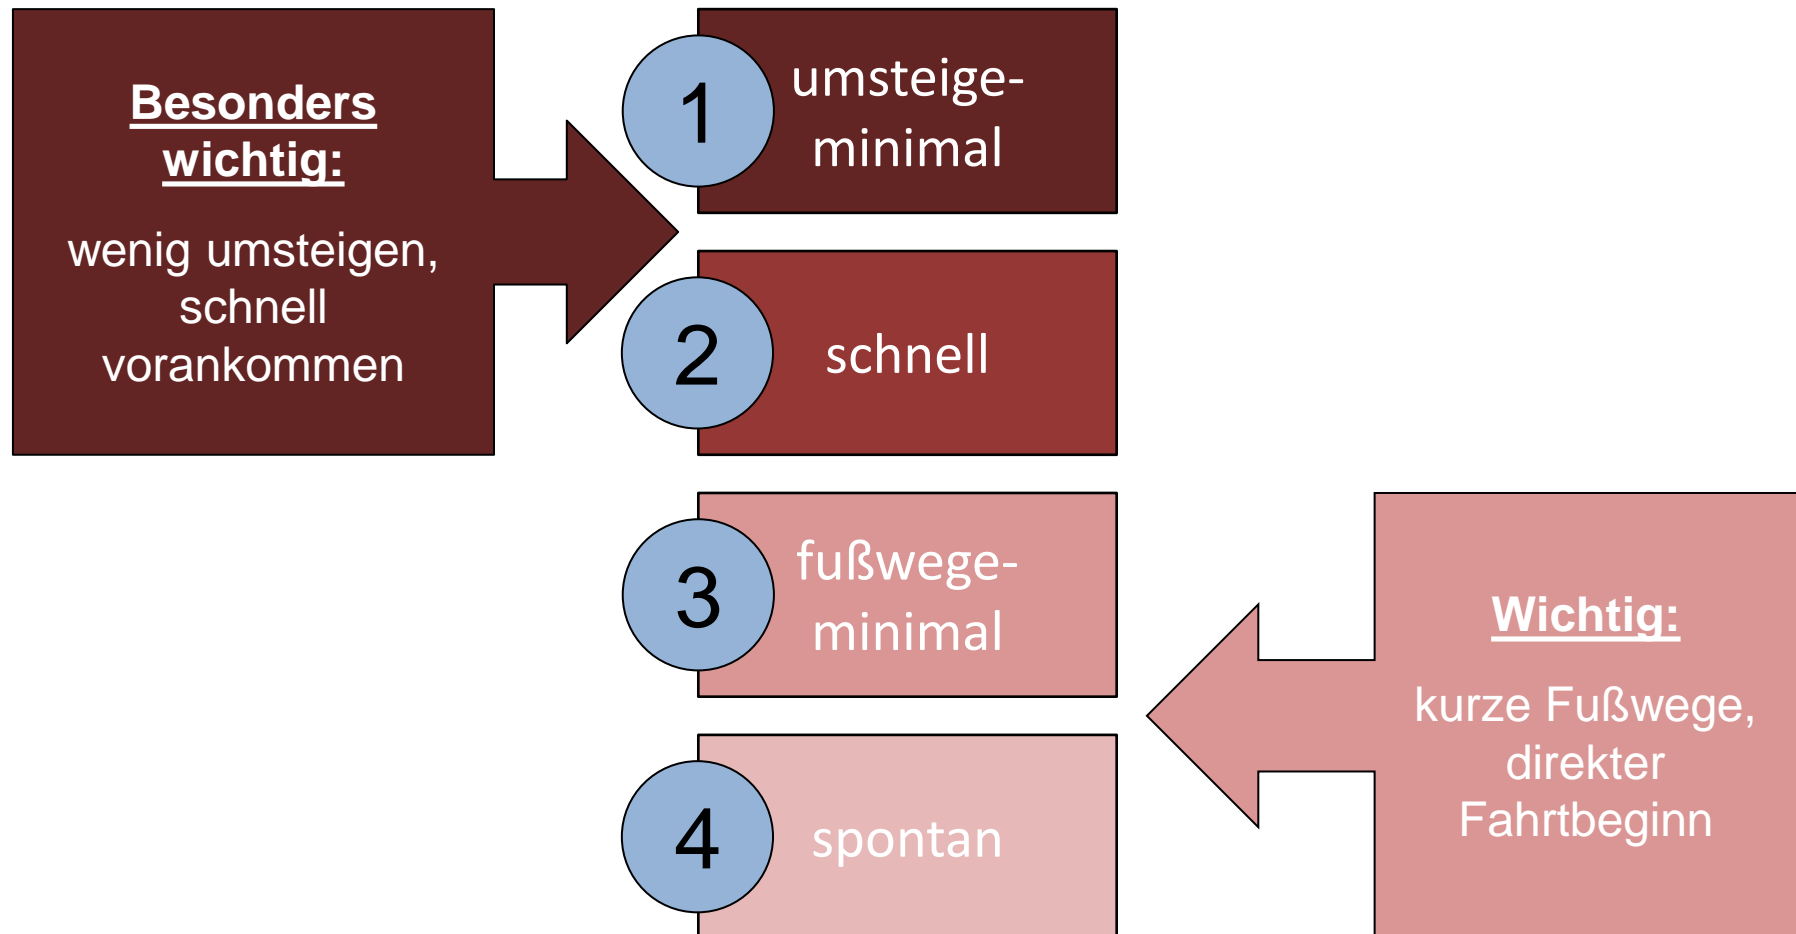 Besonders
wichtig:
wenig umsteigen,
schnell
vorankommen
1
umsteige-
minimal
2
schnell
3
fußwege-
minimal
4
spontan
Wichtig:
kurze Fußwege,
direkter
Fahrtbeginn